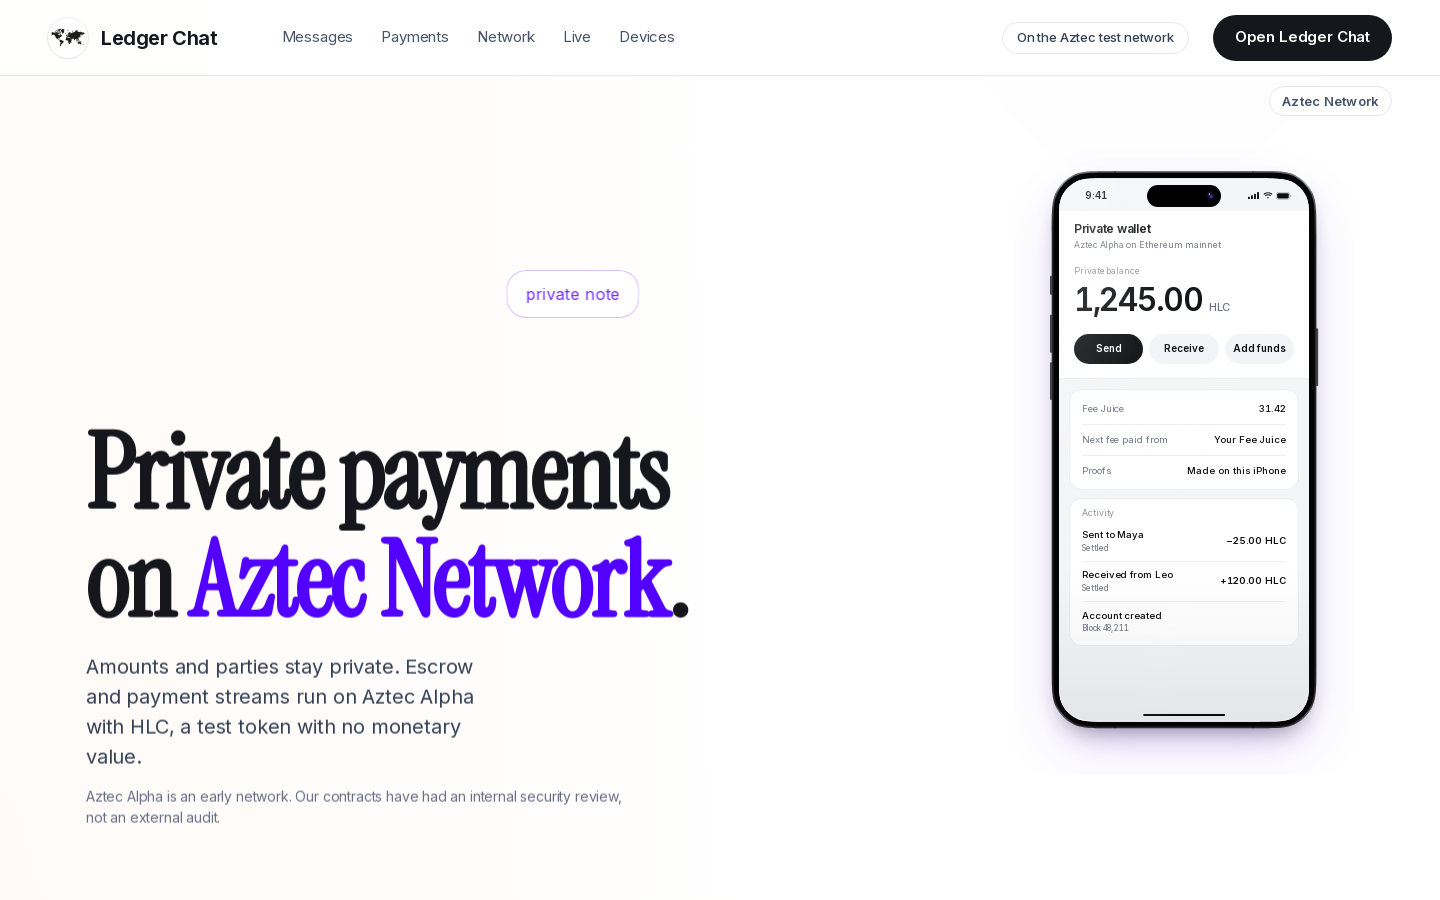 Ledger Chat
Messages
Payments
Network
Live
Devices
On the Aztec test network
Open Ledger Chat
Aztec Network
private note
Private payments
on Aztec Network.
Amounts and parties stay private. Escrow
and payment streams run on Aztec Alpha
with HLC, a test token with no monetary
value.
Aztec Alpha is an early network. Our contracts have had an internal security review,
not an external audit.
9:41
Private wallet
Aztec Alpha on Ethereum mainnet
Private balance
1,245.00 HLC
Send
Receive
Add funds
Fee Juice 31.42
Next fee paid from Your Fee Juice
Proofs Made on this iPhone
Activity
Sent to Maya
Settled
−25.00 HLC
Received from Leo
Settled
+120.00 HLC
Account created
Block 48,211